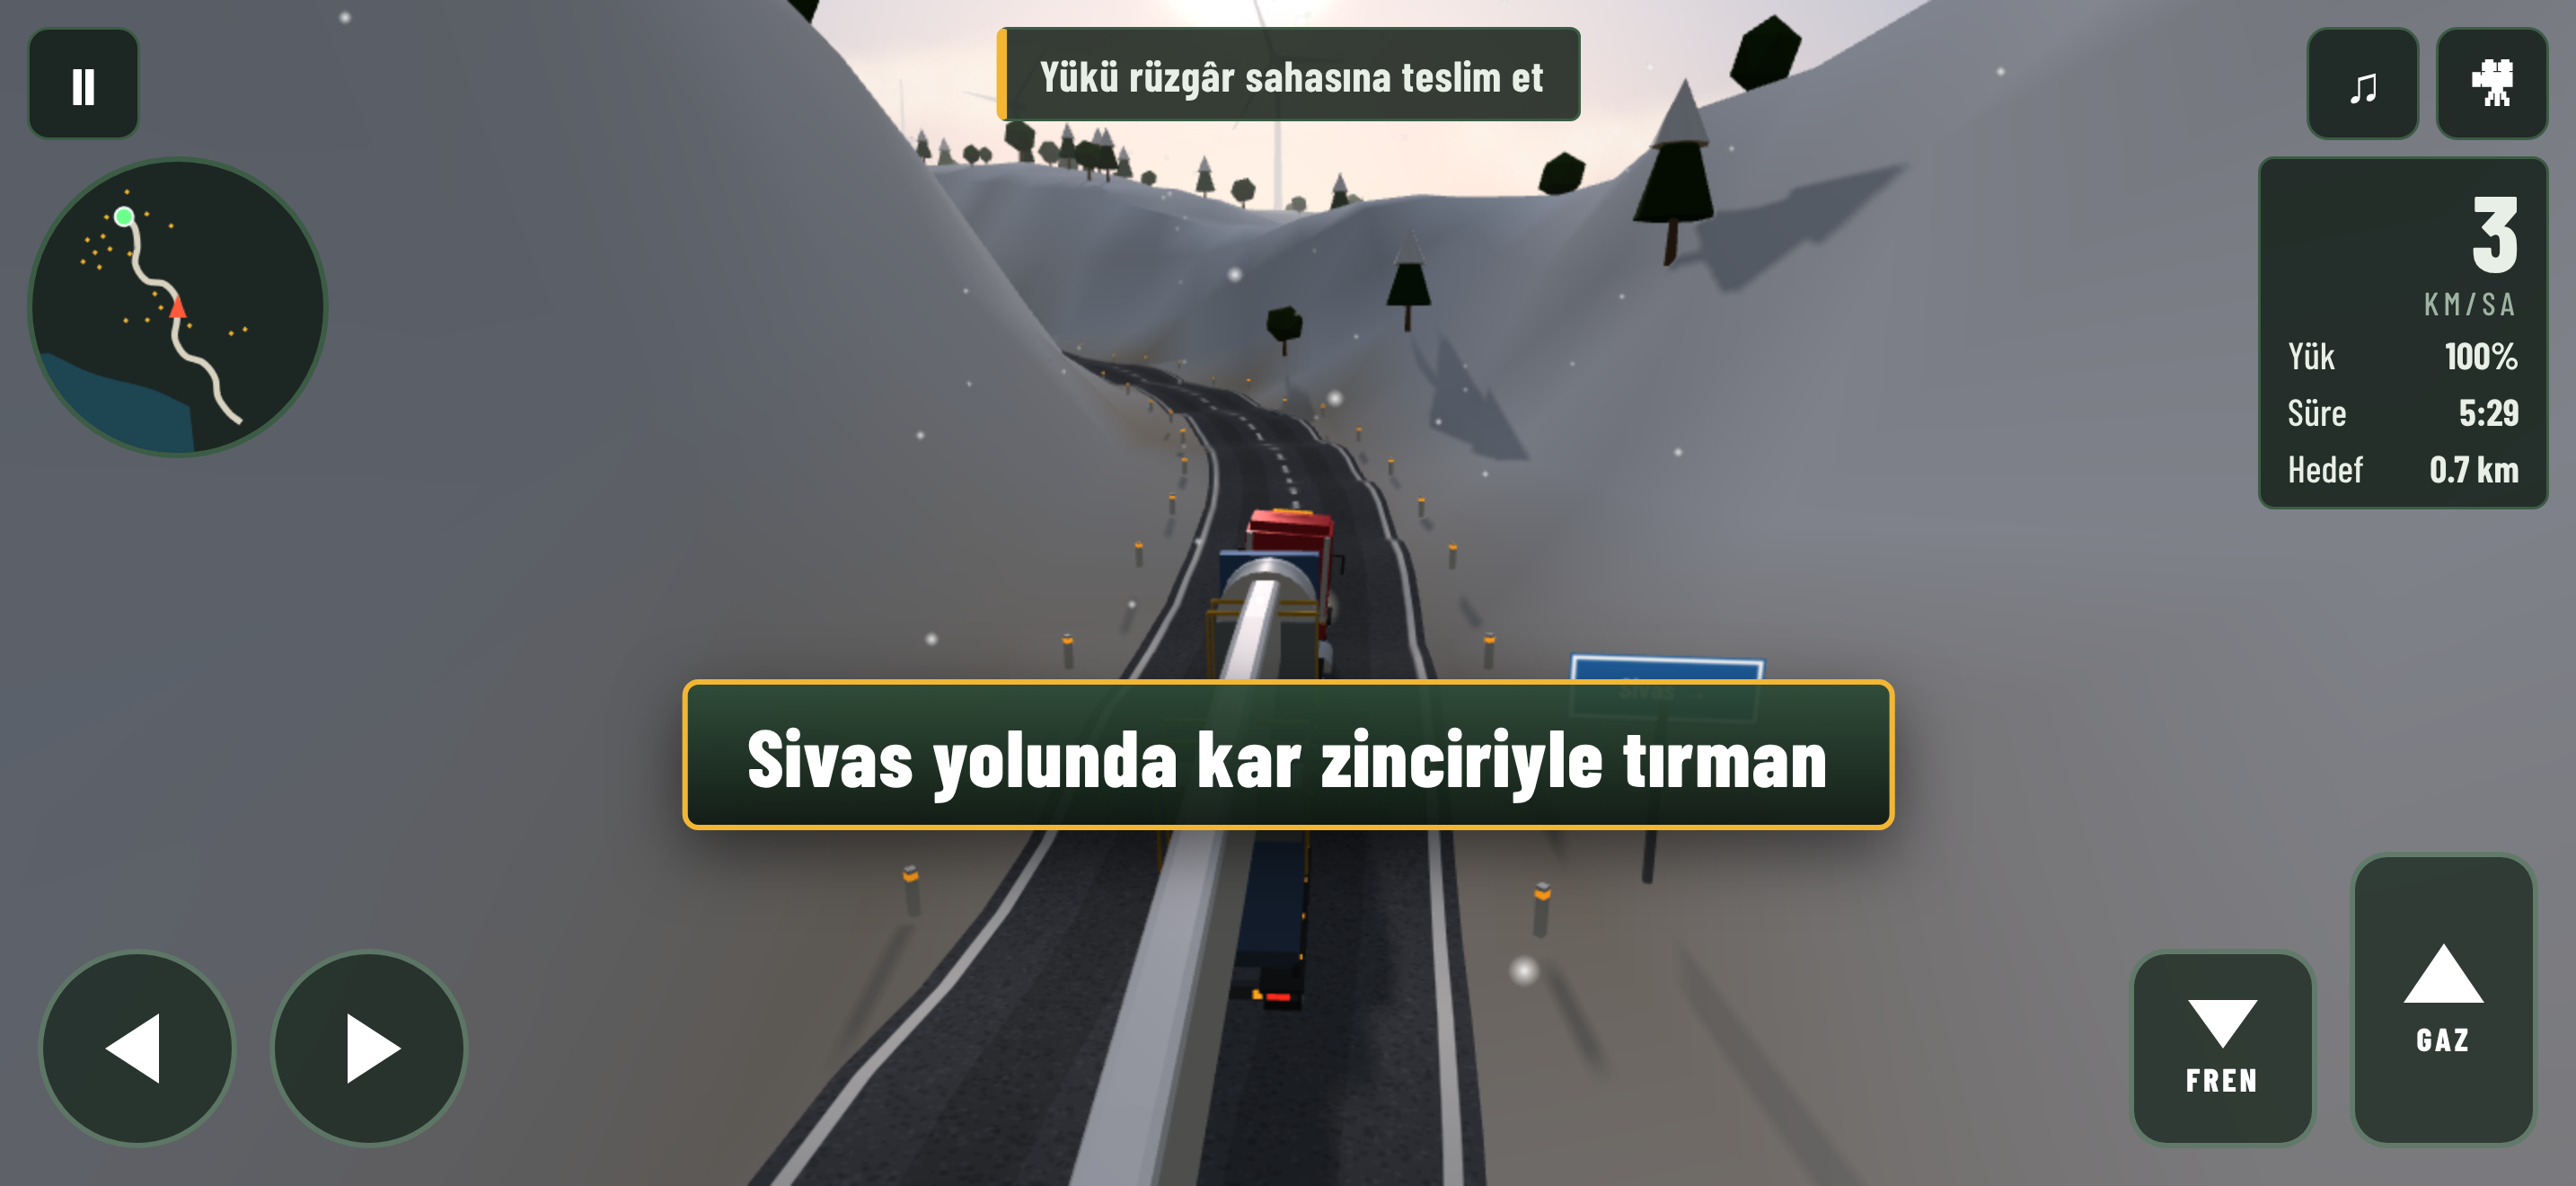 Yükü rüzgâr sahasına teslim et
3
KM/SA
Yük 100%
Süre 5:29
Hedef 0.7 km
Sivas
Sivas yolunda kar zinciriyle tırman
FREN
GAZ